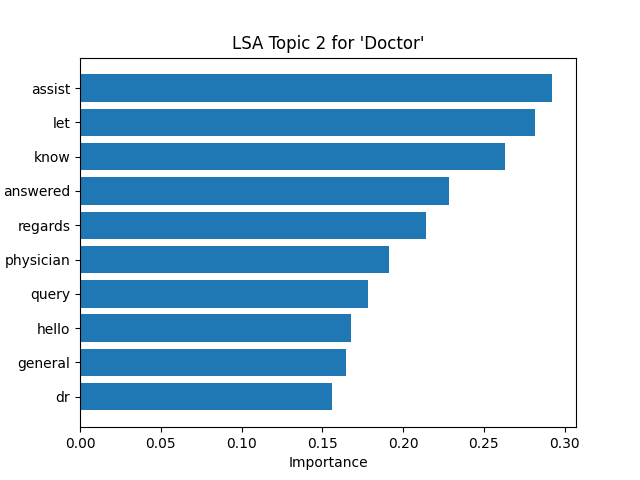 LSA Topic 2 for 'Doctor'
assist
let
know
answered
regards
physician
query
hello
general
dr
0.00 0.05 0.10 0.15 0.20 0.25 0.30
Importance